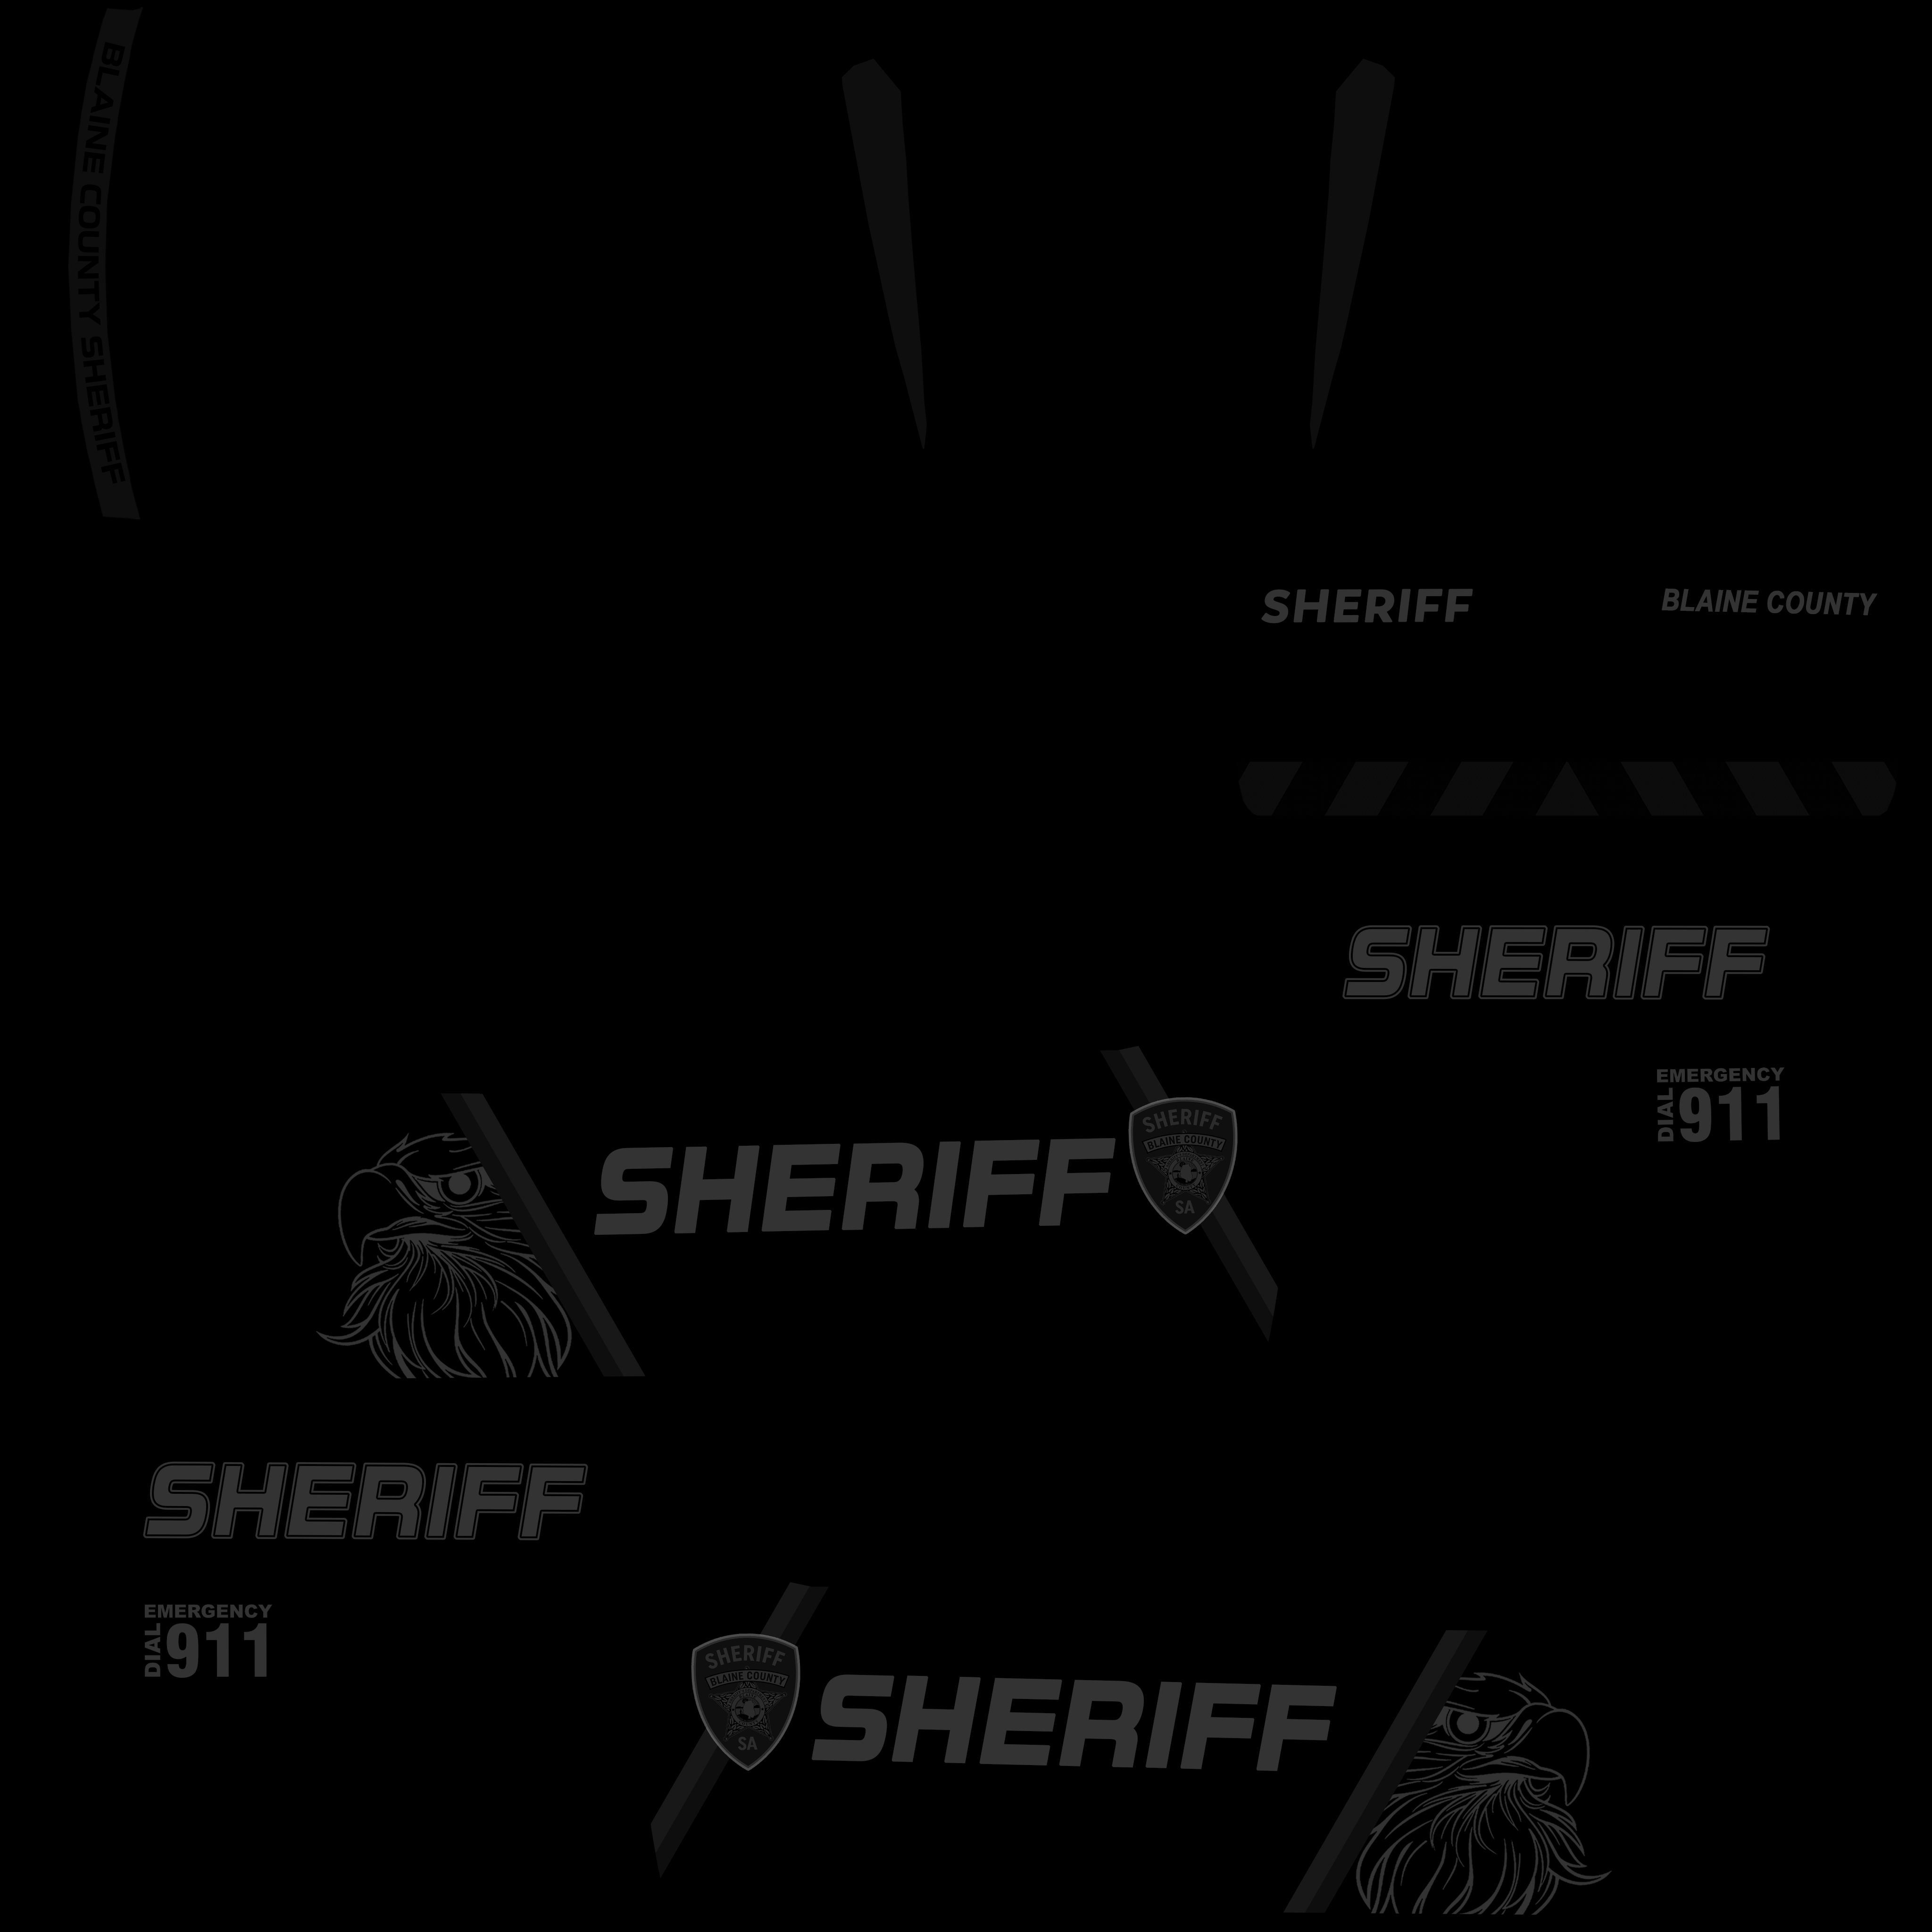 BLAINE COUNTY SHERIFF
SHERIFF
BLAINE COUNTY
SHERIFF
EMERGENCY
DIAL
911
SHERIFF
SHERIFF
BLAINE COUNTY
SA
SHERIFF
EMERGENCY
DIAL
911
SHERIFF
BLAINE COUNTY
SA
SHERIFF